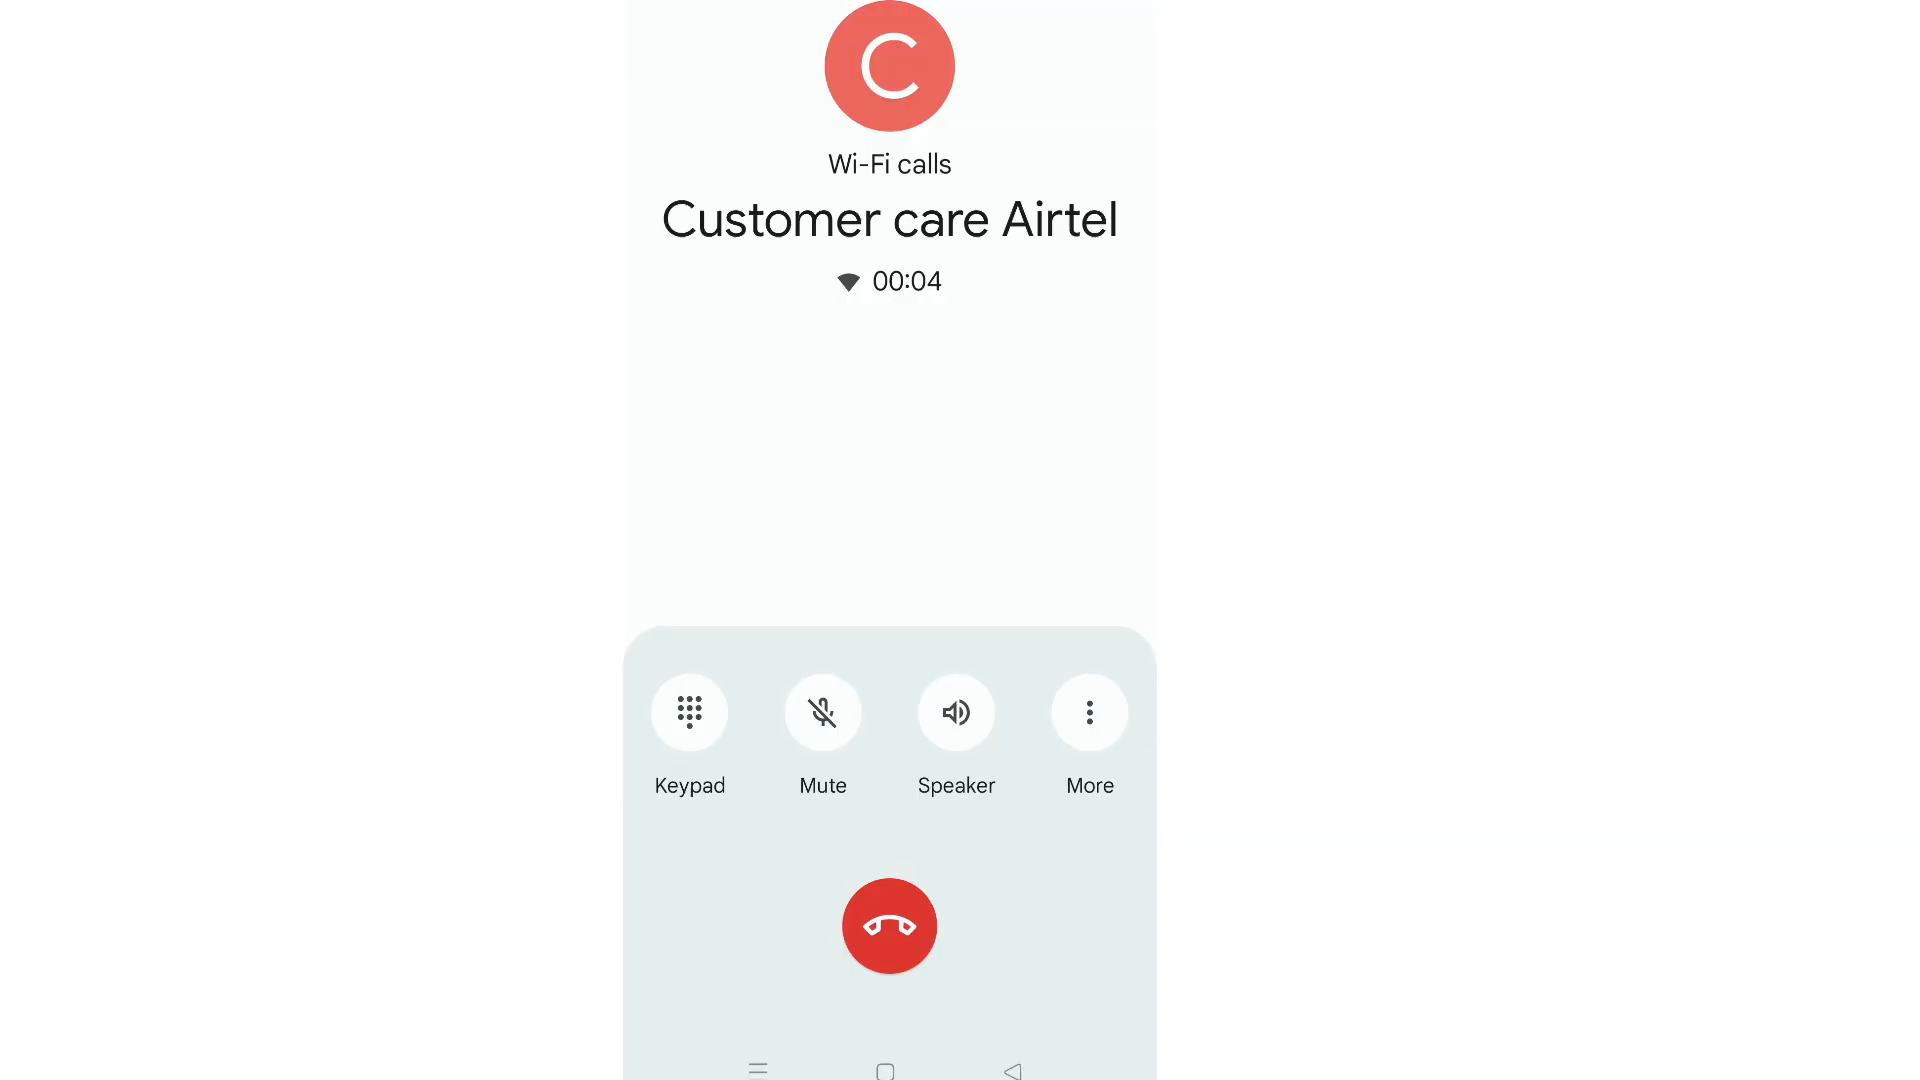 C
Wi-Fi calls
Customer care Airtel
00:04
Keypad Mute Speaker More